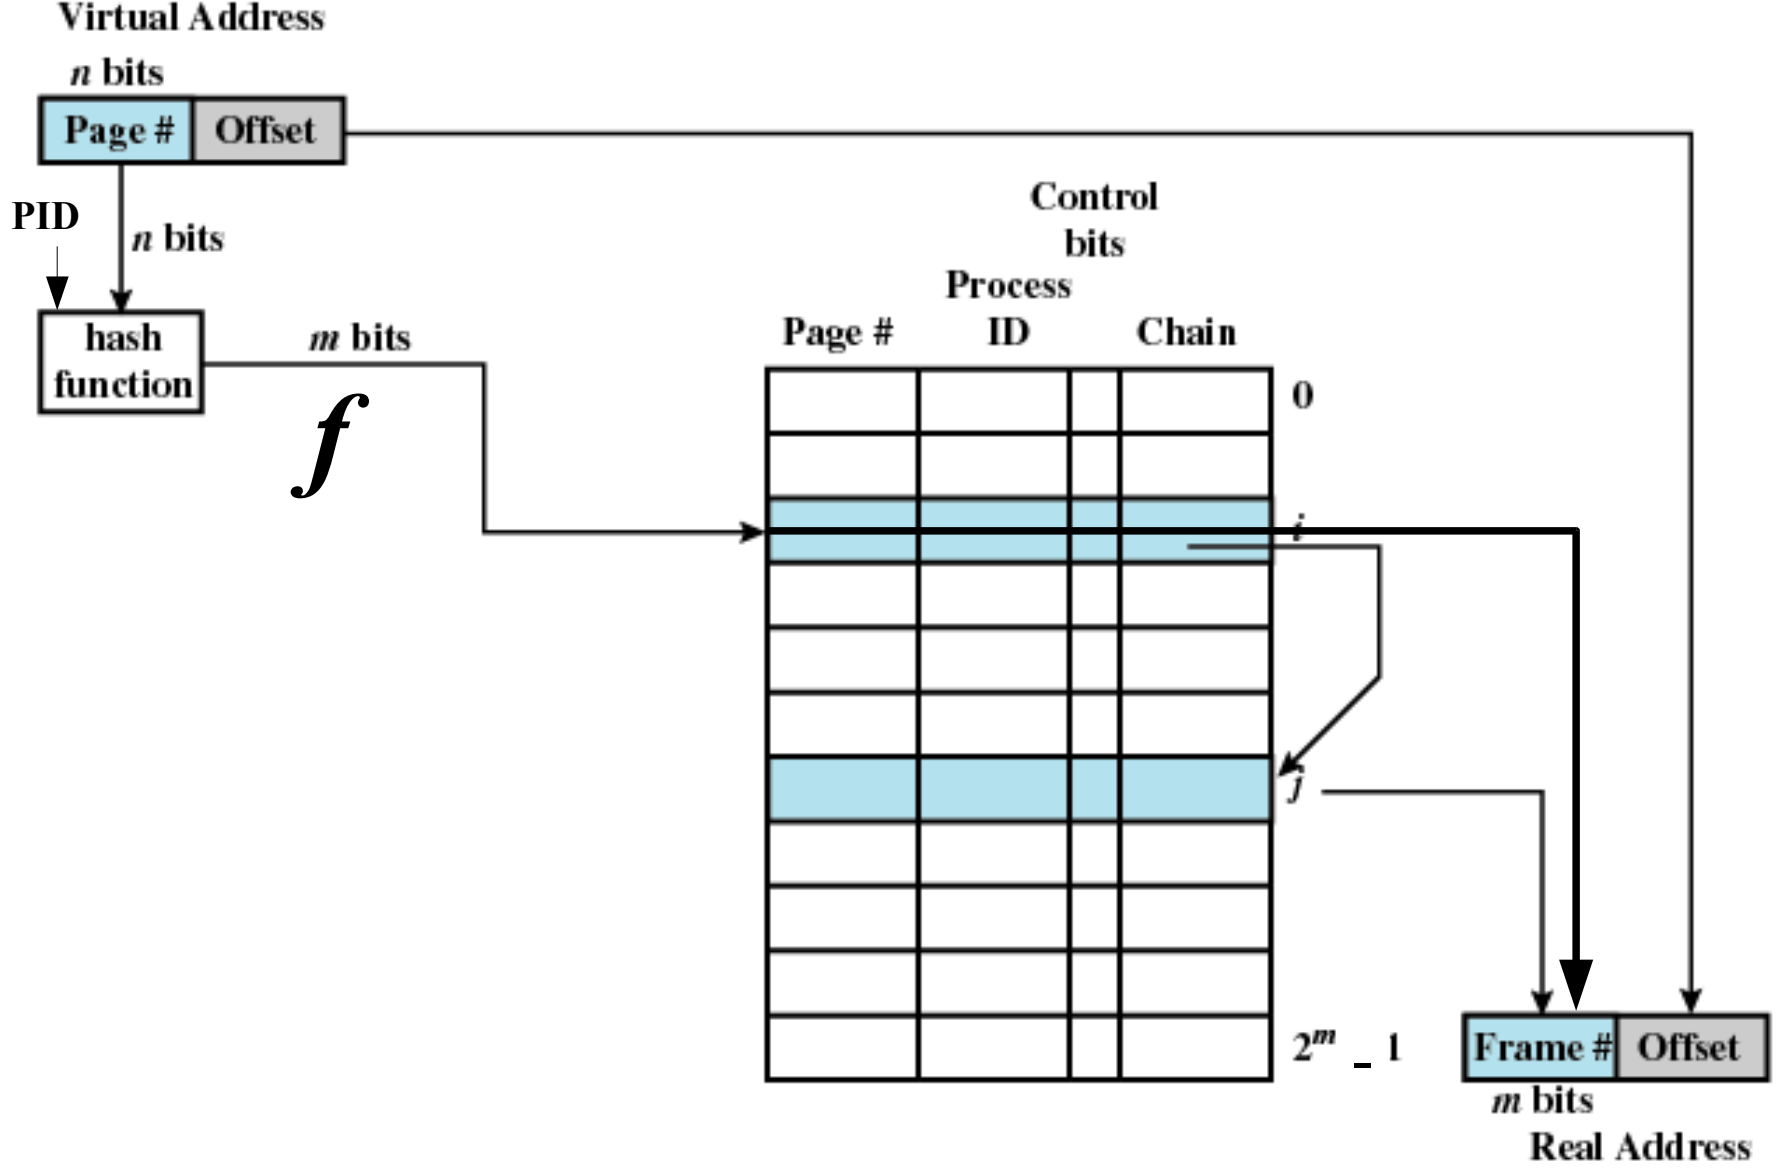 Virtual Address
n bits
Page # Offset
PID
n bits
hash
function
m bits
f
Control
bits
Process
Page # ID Chain
0
i
j
2^m - 1
Frame # Offset
m bits
Real Address